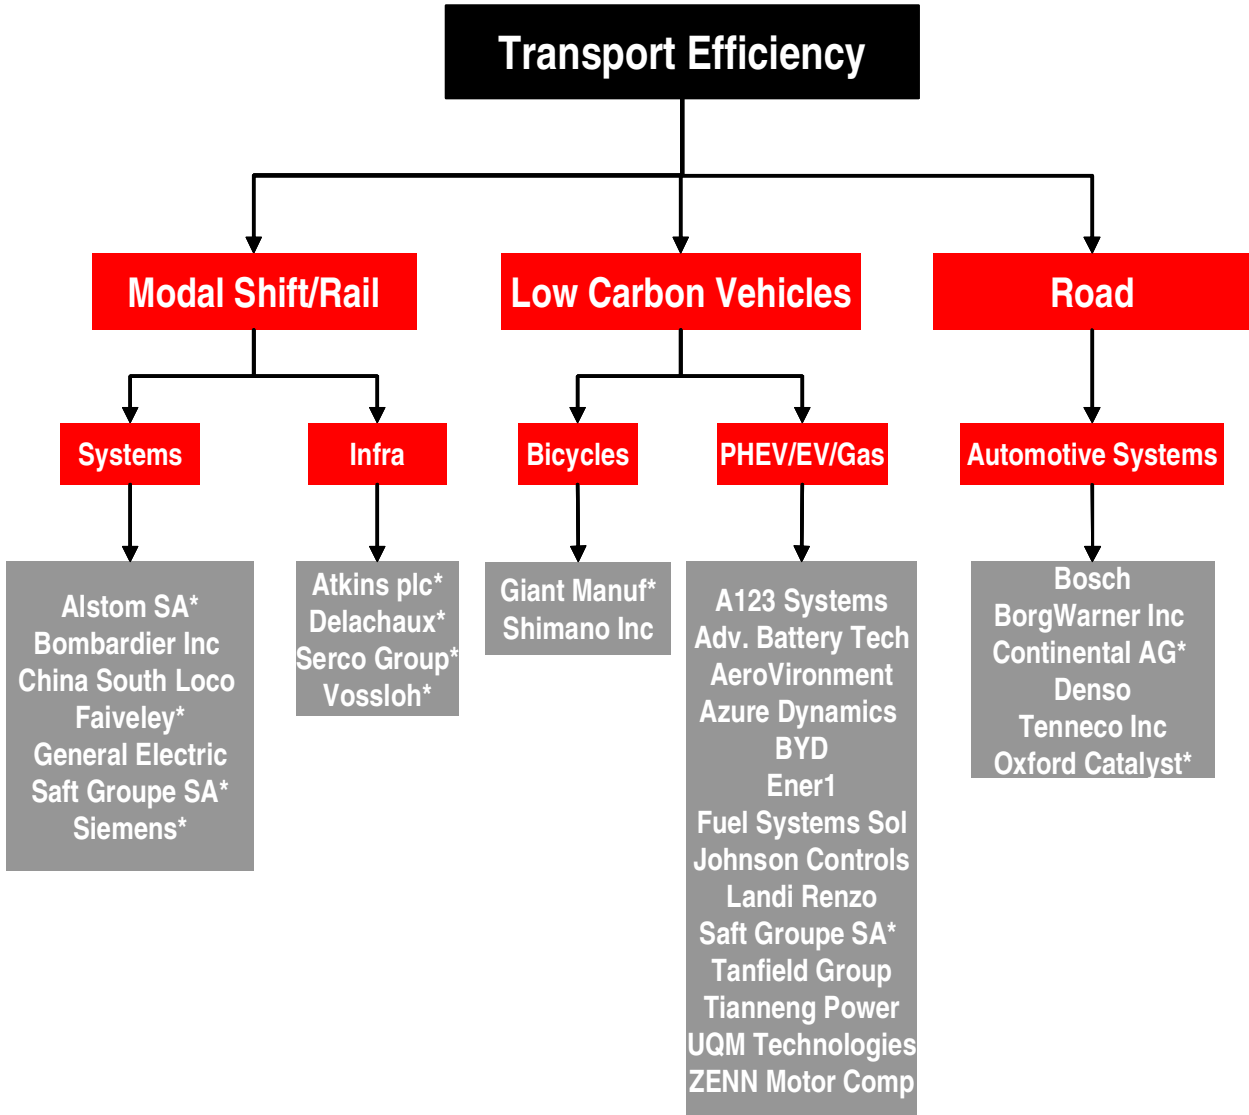 Transport Efficiency
Modal Shift/Rail
Low Carbon Vehicles
Road
Systems
Infra
Bicycles
PHEV/EV/Gas
Automotive Systems
Alstom SA*
Bombardier Inc
China South Loco
Faiveley*
General Electric
Saft Groupe SA*
Siemens*
Atkins plc*
Delachaux*
Serco Group*
Vossloh*
Giant Manuf*
Shimano Inc
A123 Systems
Adv. Battery Tech
AeroVironment
Azure Dynamics
BYD
Ener1
Fuel Systems Sol
Johnson Controls
Landi Renzo
Saft Groupe SA*
Tanfield Group
Tianneng Power
UQM Technologies
ZENN Motor Comp
Bosch
BorgWarner Inc
Continental AG*
Denso
Tenneco Inc
Oxford Catalyst*